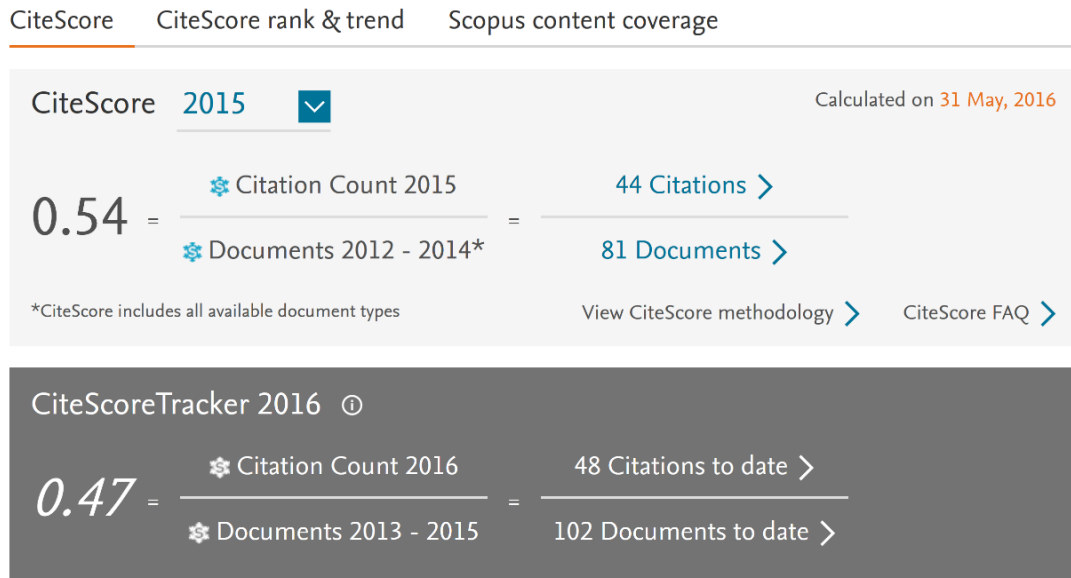 CiteScore CiteScore rank & trend Scopus content coverage
CiteScore 2015 Calculated on 31 May, 2016
0.54 = Citation Count 2015 = 44 Citations
Documents 2012 - 2014* 81 Documents
*CiteScore includes all available document types View CiteScore methodology CiteScore FAQ
CiteScoreTracker 2016
0.47 = Citation Count 2016 = 48 Citations to date
Documents 2013 - 2015 102 Documents to date